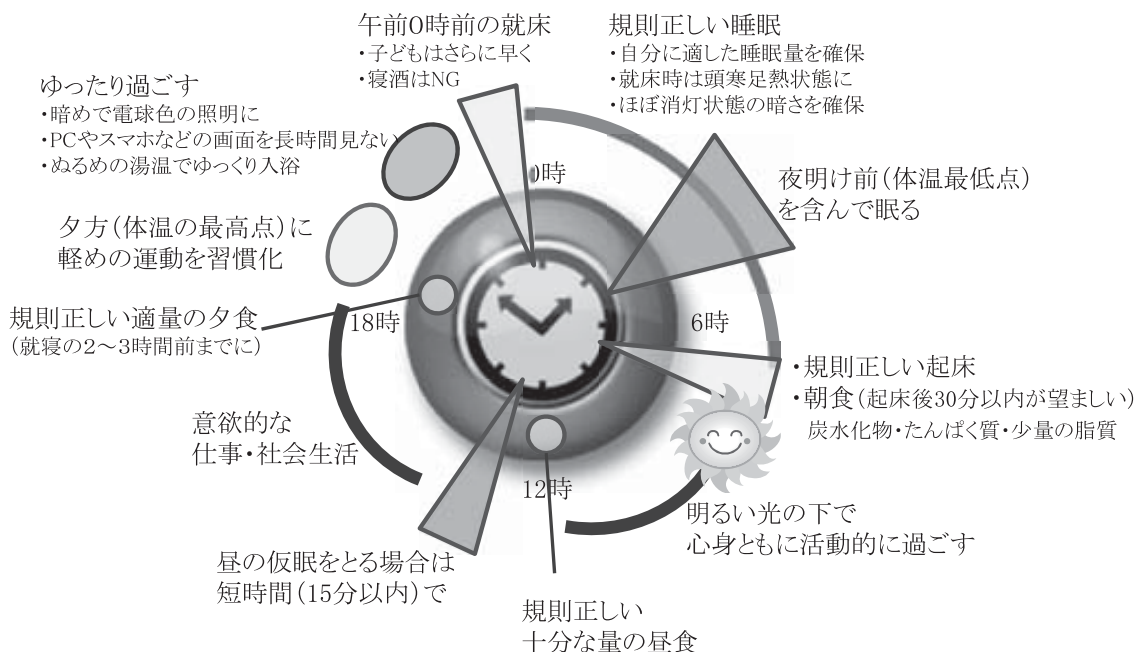 午前0時前の就床
・子どもはさらに早く
・寝酒はNG
規則正しい睡眠
・自分に適した睡眠量を確保
・就床時は頭寒足熱状態に
・ほぼ消灯状態の暗さを確保
ゆったり過ごす
・暗めで電球色の照明に
・PCやスマホなどの画面を長時間見ない
・ぬるめの湯温でゆっくり入浴
0時
夜明け前(体温最低点)
を含んで眠る
夕方(体温の最高点)に
軽めの運動を習慣化
規則正しい適量の夕食
(就寝の2～3時間前までに)
18時
6時
・規則正しい起床
・朝食(起床後30分以内が望ましい)
炭水化物・たんぱく質・少量の脂質
意欲的な
仕事・社会生活
12時
明るい光の下で
心身ともに活動的に過ごす
昼の仮眠をとる場合は
短時間(15分以内)で
規則正しい
十分な量の昼食